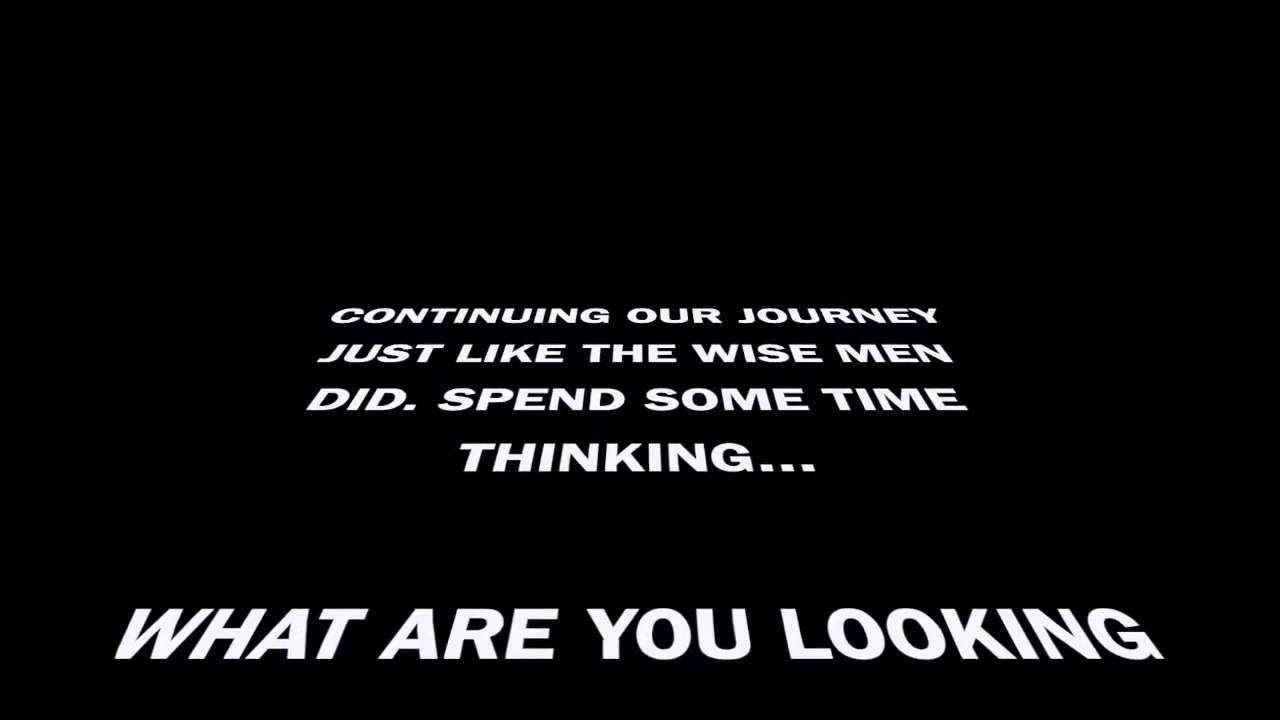 CONTINUING OUR JOURNEY
JUST LIKE THE WISE MEN
DID. SPEND SOME TIME
THINKING...
WHAT ARE YOU LOOKING